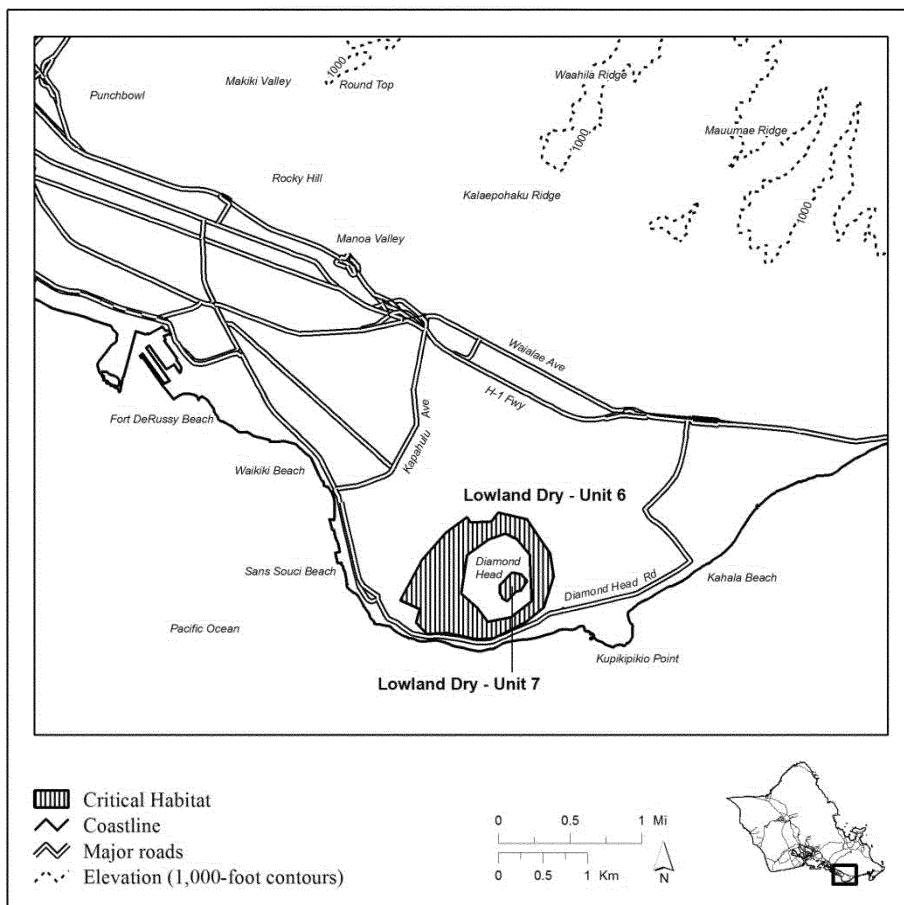 1000
Round Top
Makiki Valley
Punchbowl
Waahila Ridge
1000
Mauumae Ridge
1000
Rocky Hill
Kalaepohaku Ridge
Manoa Valley
Waialae Ave
H-1 Fwy
Fort DeRussy Beach
Kapahulu Ave
Waikiki Beach
Lowland Dry - Unit 6
Diamond
Head
Sans Souci Beach
Diamond Head Rd
Kahala Beach
Pacific Ocean
Kupikipikio Point
Lowland Dry - Unit 7
Critical Habitat
Coastline
Major roads
Elevation (1,000-foot contours)
0 0.5 1 Mi
0 0.5 1 Km
N